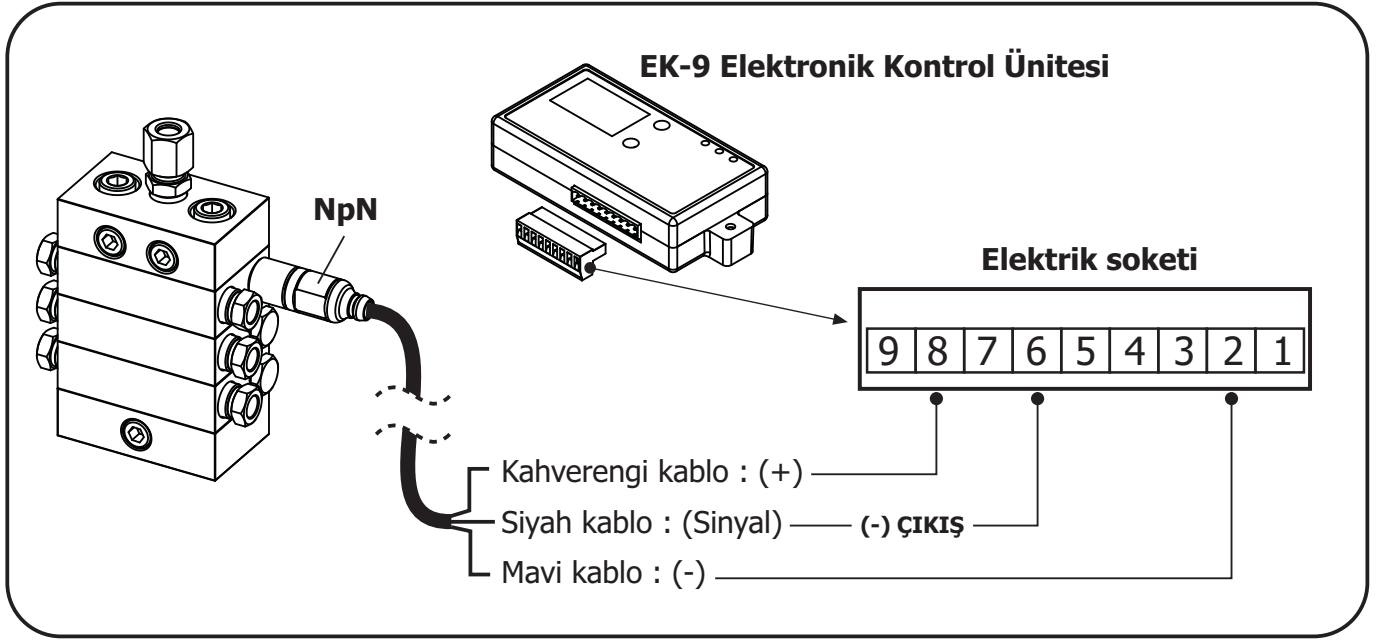 EK-9 Elektronik Kontrol Ünitesi
NpN
Elektrik soketi
9 8 7 6 5 4 3 2 1
Kahverengi kablo : (+)
Siyah kablo : (Sinyal) (-) ÇIKIŞ
Mavi kablo : (-)